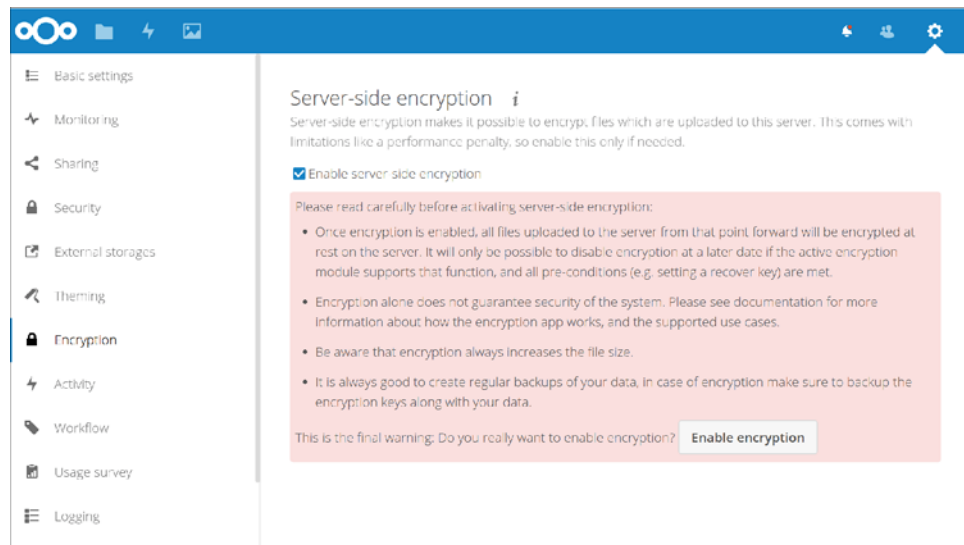 Basic settings
Monitoring
Sharing
Security
External storages
Theming
Encryption
Activity
Workflow
Usage survey
Logging
Server-side encryption i
Server-side encryption makes it possible to encrypt files which are uploaded to this server. This comes with
limitations like a performance penalty, so enable this only if needed.
Enable server-side encryption
Please read carefully before activating server-side encryption:
• Once encryption is enabled, all files uploaded to the server from that point forward will be encrypted at
rest on the server. It will only be possible to disable encryption at a later date if the active encryption
module supports that function, and all pre-conditions (e.g. setting a recover key) are met.
• Encryption alone does not guarantee security of the system. Please see documentation for more
information about how the encryption app works, and the supported use cases.
• Be aware that encryption always increases the file size.
• It is always good to create regular backups of your data, in case of encryption make sure to backup the
encryption keys along with your data.
This is the final warning: Do you really want to enable encryption? Enable encryption